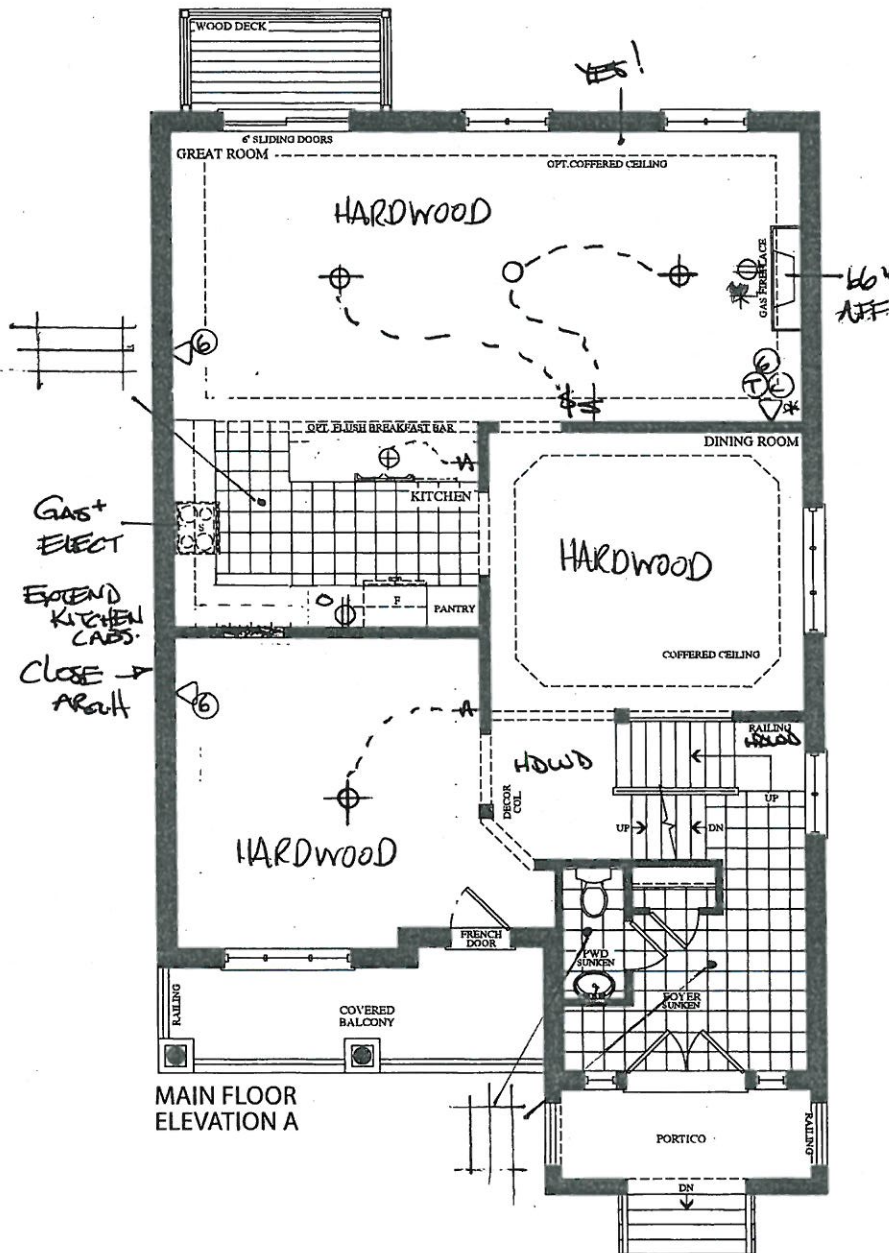 WOOD DECK
YES!
6' SLIDING DOORS
GREAT ROOM
OPT. COFFERED CEILING
HARDWOOD
GAS FIREPLACE
66"
A.F.F.
6
6
T
C
*
OPT. FLUSH BREAKFAST BAR
DINING ROOM
KITCHEN
GAS+
ELECT
S
HARDWOOD
EXTEND
KITCHEN
CABS.
F
PANTRY
COFFERED CEILING
CLOSE
ARCH
6
RAILING
HDWD
DECOR
COL.
UP
UP
DN
HARDWOOD
FRENCH
DOOR
PWD
SUNKEN
RAILING
COVERED
BALCONY
FOYER
SUNKEN
MAIN FLOOR
ELEVATION A
PORTICO
RAILING
DN